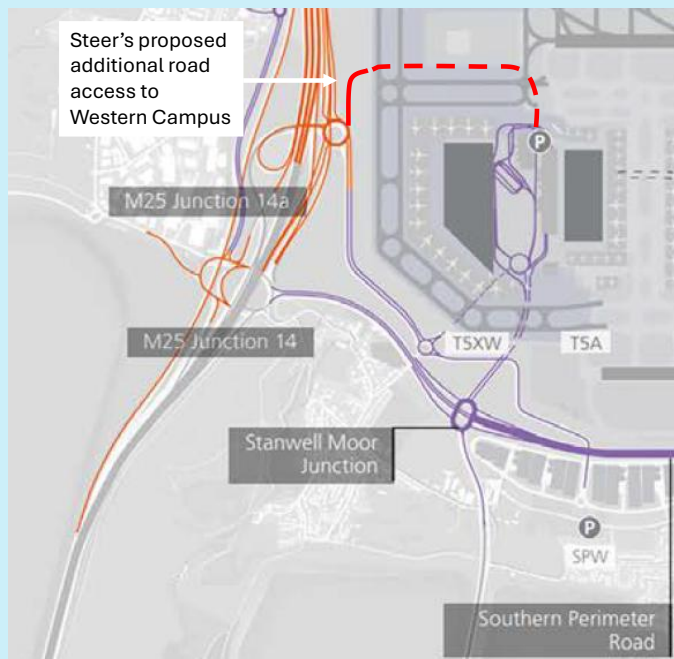 Steer's proposed
additional road
access to
Western Campus
P
M25 Junction 14a
M25 Junction 14
T5XW
T5A
Stanwell Moor
Junction
P
SPW
Southern Perimeter
Road